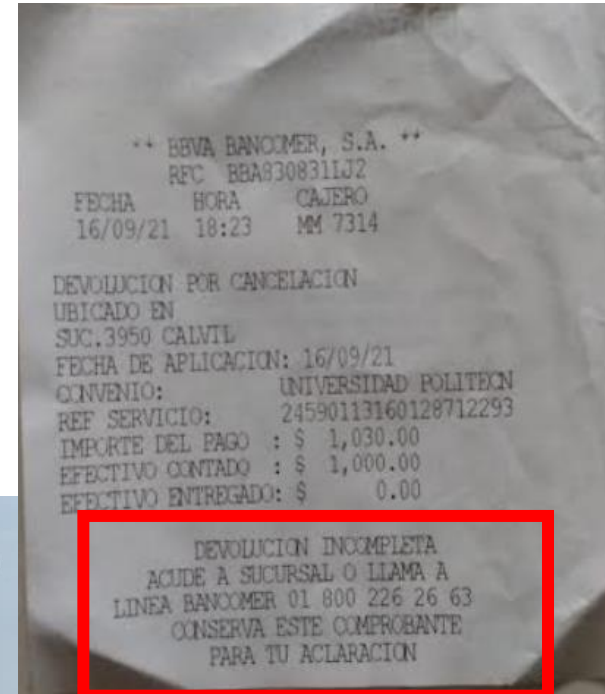 ** BBVA BANCOMER, S.A. **
RFC BBA830831LJ2
FECHA HORA CAJERO
16/09/21 18:23 MM 7314
DEVOLUCION POR CANCELACION
UBICADO EN
SUC.3950 CALVIL
FECHA DE APLICACION: 16/09/21
CONVENIO: UNIVERSIDAD POLITECN
REF SERVICIO: 24590113160128712293
IMPORTE DEL PAGO : $ 1,030.00
EFECTIVO CONTADO : $ 1,000.00
EFECTIVO ENTREGADO: $ 0.00
DEVOLUCION INCOMPLETA
ACUDE A SUCURSAL O LLAMA A
LINEA BANCOMER 01 800 226 26 63
CONSERVA ESTE COMPROBANTE
PARA TU ACLARACION